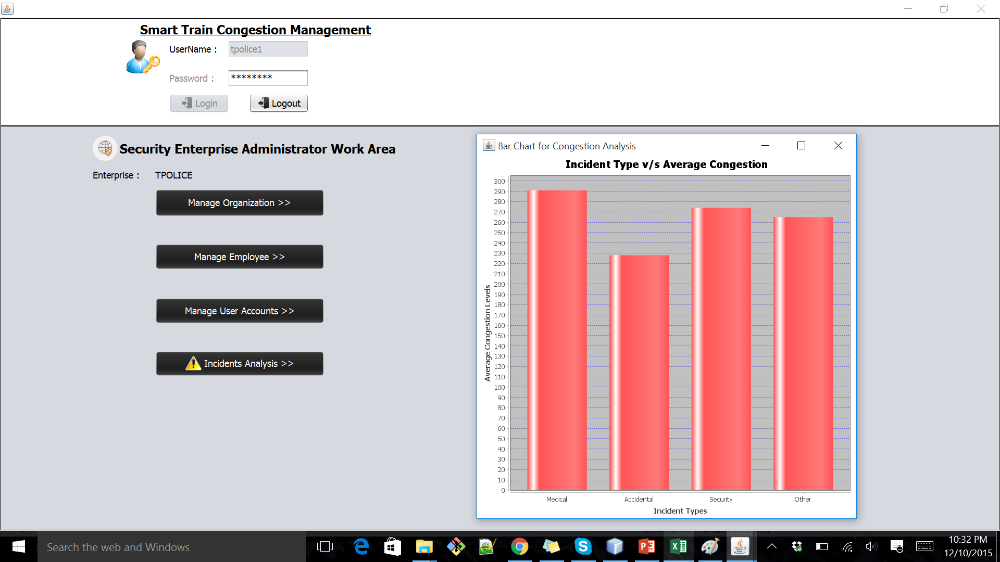 Smart Train Congestion Management
UserName :
tpolice1
Password :
********
Login
Logout
Security Enterprise Administrator Work Area
Enterprise :
TPOLICE
Manage Organization >>
Manage Employee >>
Manage User Accounts >>
Incidents Analysis >>
Bar Chart for Congestion Analysis
Incident Type v/s Average Congestion
Average Congestion Levels
300
290
280
270
260
250
240
230
220
210
200
190
180
170
160
150
140
130
120
110
100
90
80
70
60
50
40
30
20
10
0
Medical
Accidental
Security
Other
Incident Types
Search the web and Windows
10:32 PM
12/10/2015